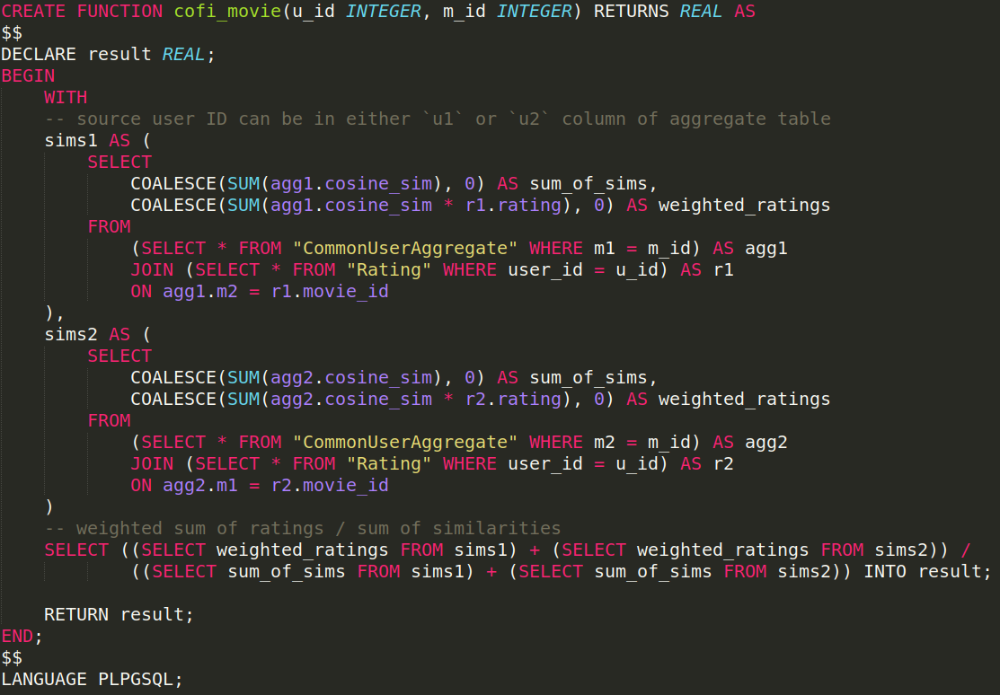 CREATE FUNCTION cofi_movie(u_id INTEGER, m_id INTEGER) RETURNS REAL AS
$$
DECLARE result REAL;
BEGIN
    WITH
    -- source user ID can be in either `u1` or `u2` column of aggregate table
    sims1 AS (
        SELECT
            COALESCE(SUM(agg1.cosine_sim), 0) AS sum_of_sims,
            COALESCE(SUM(agg1.cosine_sim * r1.rating), 0) AS weighted_ratings
        FROM
            (SELECT * FROM "CommonUserAggregate" WHERE m1 = m_id) AS agg1
            JOIN (SELECT * FROM "Rating" WHERE user_id = u_id) AS r1
            ON agg1.m2 = r1.movie_id
    ),
    sims2 AS (
        SELECT
            COALESCE(SUM(agg2.cosine_sim), 0) AS sum_of_sims,
            COALESCE(SUM(agg2.cosine_sim * r2.rating), 0) AS weighted_ratings
        FROM
            (SELECT * FROM "CommonUserAggregate" WHERE m2 = m_id) AS agg2
            JOIN (SELECT * FROM "Rating" WHERE user_id = u_id) AS r2
            ON agg2.m1 = r2.movie_id
    )
    -- weighted sum of ratings / sum of similarities
    SELECT ((SELECT weighted_ratings FROM sims1) + (SELECT weighted_ratings FROM sims2)) /
            ((SELECT sum_of_sims FROM sims1) + (SELECT sum_of_sims FROM sims2)) INTO result;

    RETURN result;
END;
$$
LANGUAGE PLPGSQL;